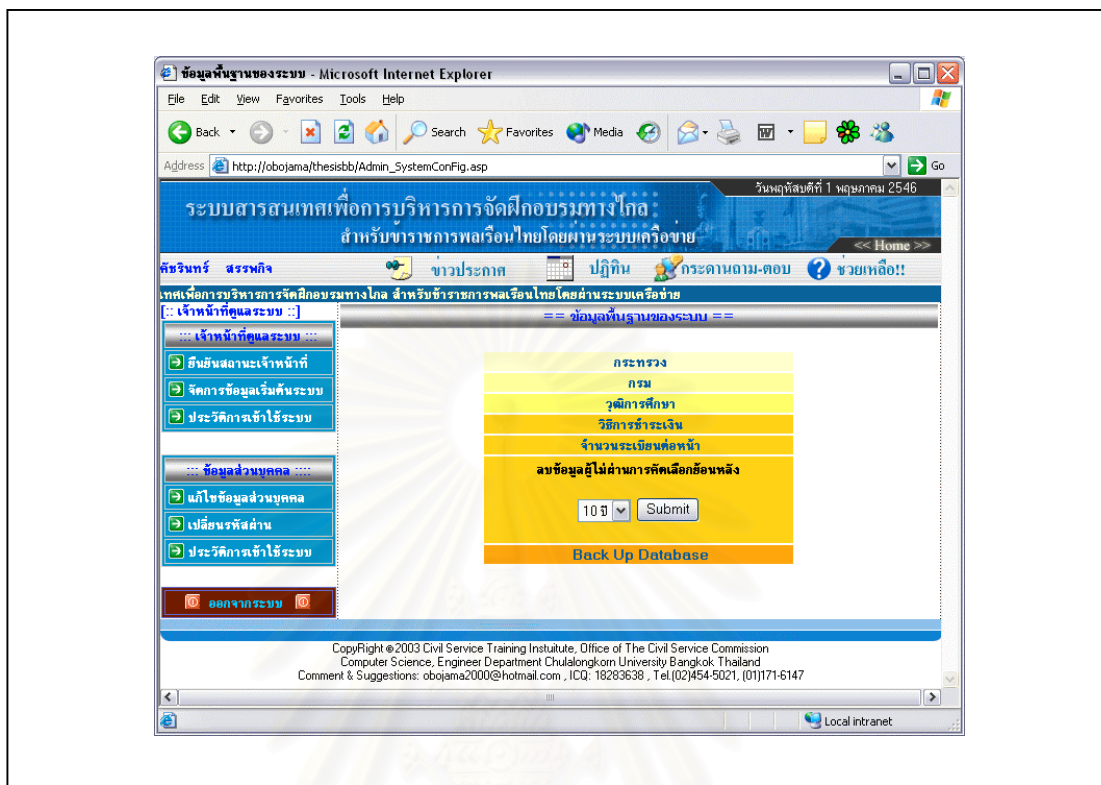 ข้อมูลพื้นฐานของระบบ - Microsoft Internet Explorer
File Edit View Favorites Tools Help
Back Search Favorites Media
Address http://obojama/thesisbb/Admin_SystemConFig.asp Go
วันพฤหัสบดีที่ 1 พฤษภาคม 2546
ระบบสารสนเทศเพื่อการบริหารการจัดฝึกอบรมทางไกล
สำหรับข้าราชการพลเรือนไทยโดยผ่านระบบเครือข่าย
<< Home >>
คัชรินทร์ สรรพกิจ ข่าวประกาศ ปฏิทิน กระดานถาม-ตอบ ช่วยเหลือ!!
เทศเพื่อการบริหารการจัดฝึกอบรมทางไกล สำหรับข้าราชการพลเรือนไทยโดยผ่านระบบเครือข่าย
[:: เจ้าหน้าที่ดูแลระบบ ::]
== ข้อมูลพื้นฐานของระบบ ==
::: เจ้าหน้าที่ดูแลระบบ :::
ยืนยันสถานะเจ้าหน้าที่
จัดการข้อมูลเริ่มต้นระบบ
ประวัติการเข้าใช้ระบบ
::: ข้อมูลส่วนบุคคล ::::
แก้ไขข้อมูลส่วนบุคคล
เปลี่ยนรหัสผ่าน
ประวัติการเข้าใช้ระบบ
ออกจากระบบ
กระทรวง
กรม
วุฒิการศึกษา
วิธีการชำระเงิน
จำนวนระเบียนต่อหน้า
ลบข้อมูลผู้ไม่ผ่านการคัดเลือกย้อนหลัง
10 ปี Submit
Back Up Database
CopyRight @2003 Civil Service Training Instuitute, Office of The Civil Service Commission
Computer Science, Engineer Department Chulalongkorn University Bangkok Thailand
Comment & Suggestions: obojama2000@hotmail.com , ICQ: 18283638 , Tel.(02)454-5021, (01)171-6147
Local intranet